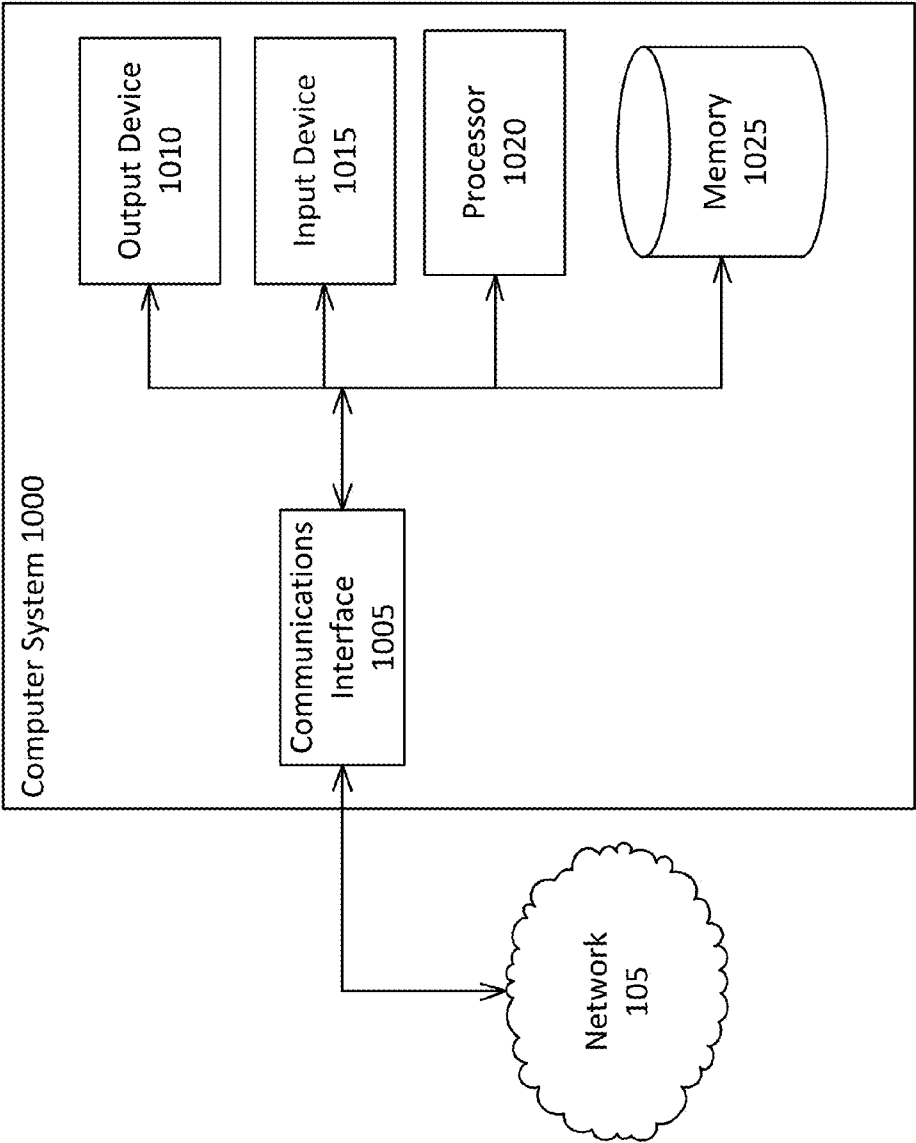 Computer System 1000
Output Device
1010
Input Device
1015
Processor
1020
Memory
1025
Communications
Interface
1005
Network
105